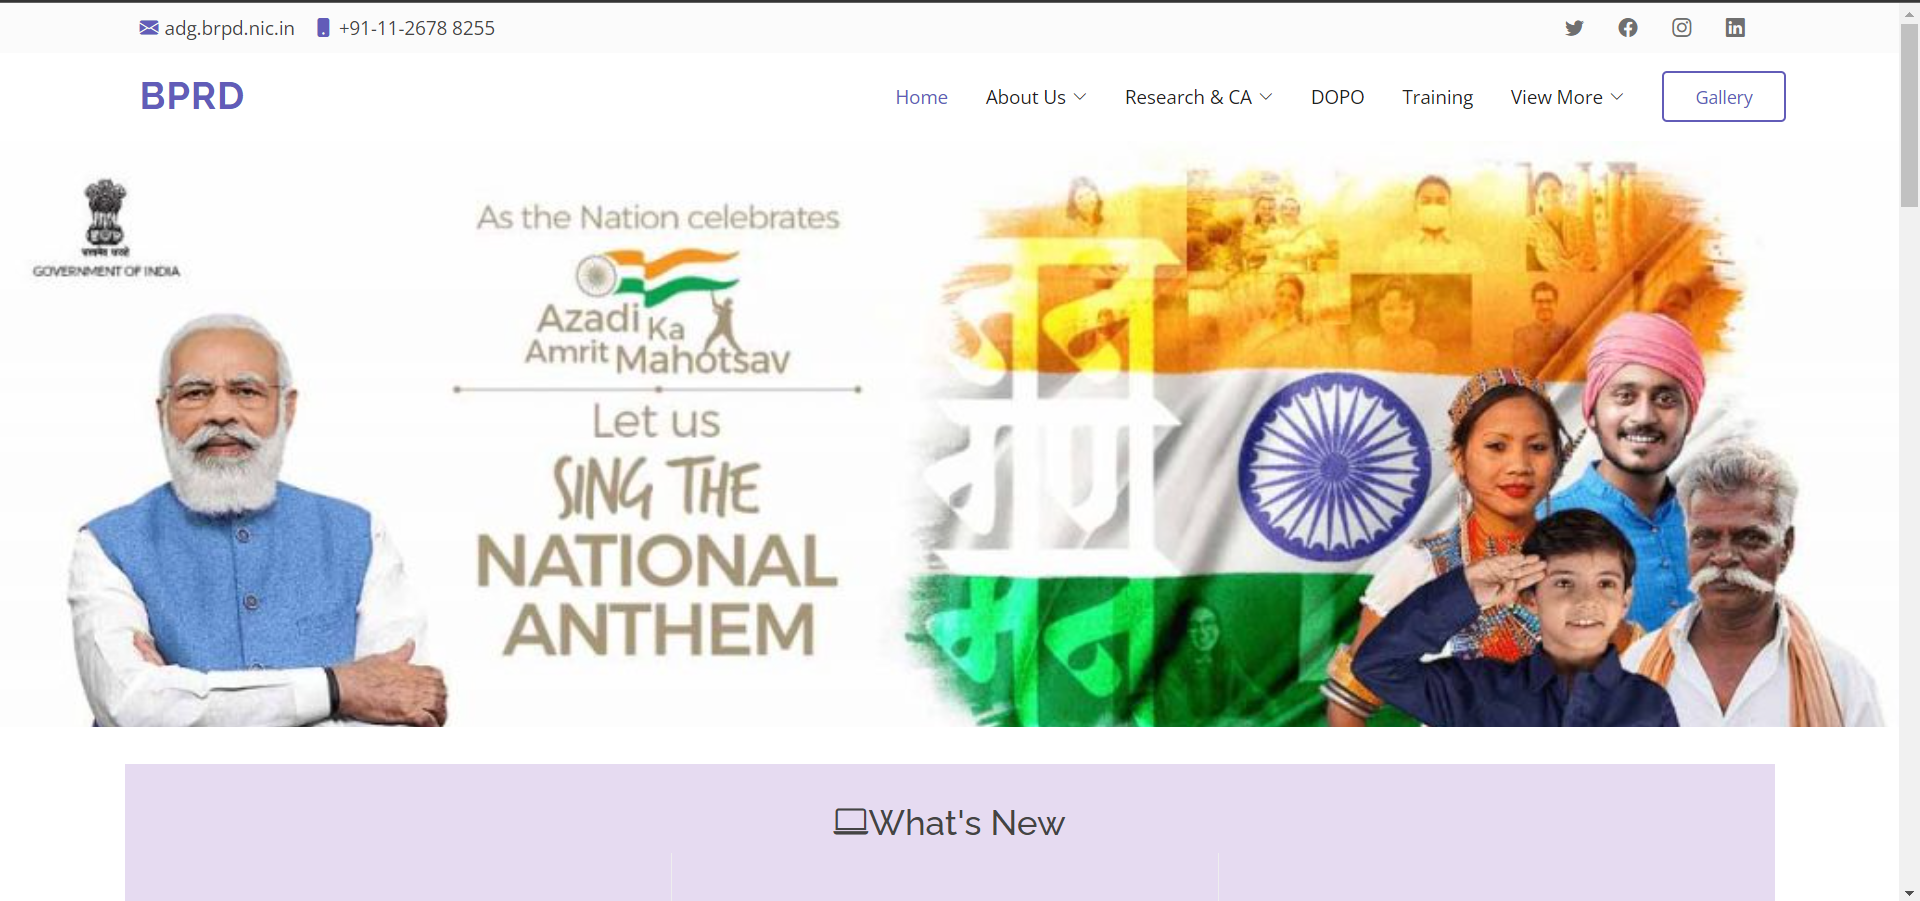 adg.brpd.nic.in +91-11-2678 8255
BPRD
Home About Us Research & CA DOPO Training View More Gallery
सत्यमेव जयते
GOVERNMENT OF INDIA
As the Nation celebrates
Azadi Ka
Amrit Mahotsav
Let us
SING THE
NATIONAL
ANTHEM
जन
गण
मन
What's New